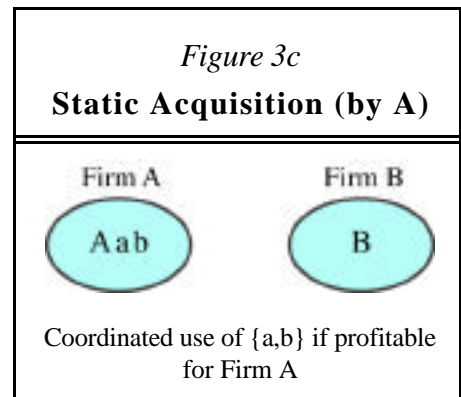 Figure 3c
Static Acquisition (by A)
Firm A Firm B
Aab B
Coordinated use of {a,b} if profitable
for Firm A